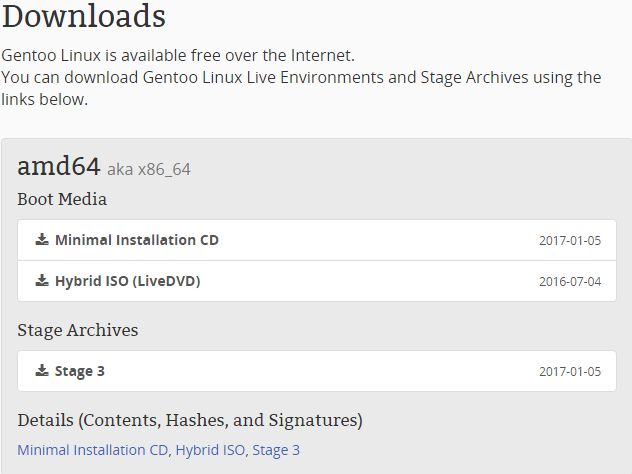 Downloads
Gentoo Linux is available free over the Internet.
You can download Gentoo Linux Live Environments and Stage Archives using the
links below.
amd64 aka x86_64
Boot Media
Minimal Installation CD 2017-01-05
Hybrid ISO (LiveDVD) 2016-07-04
Stage Archives
Stage 3 2017-01-05
Details (Contents, Hashes, and Signatures)
Minimal Installation CD, Hybrid ISO, Stage 3